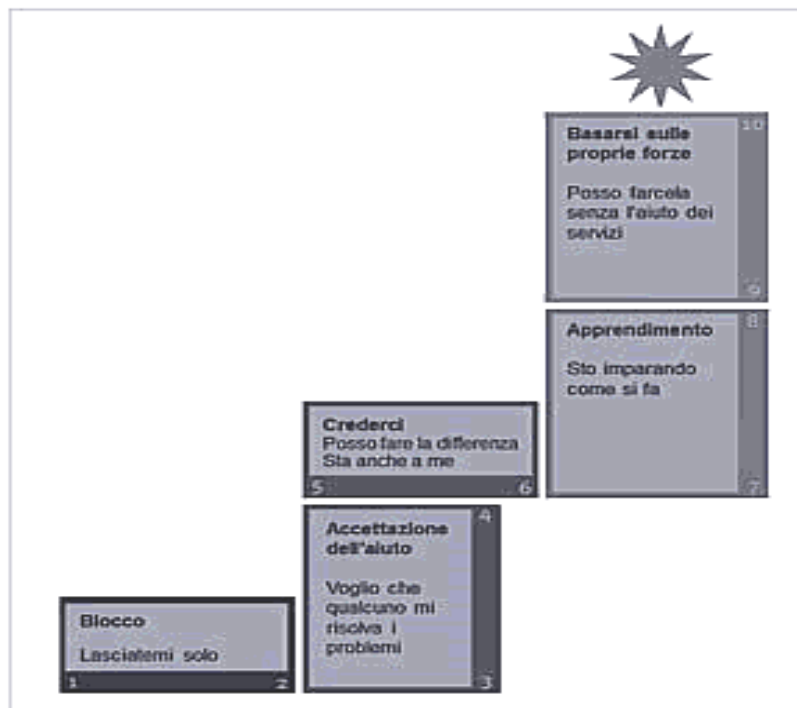 10
Basarsi sulle
proprie forze
Posso farcela
senza l'aiuto dei
servizi
9
8
Apprendimento
Sto imparando
come si fa
7
Crederci
Posso fare la differenza
Sta anche a me
5 6
4
Accettazione
dell'aiuto
Voglio che
qualcuno mi
risolva i
problemi
3
Blocco
Lasciatemi solo
1 2